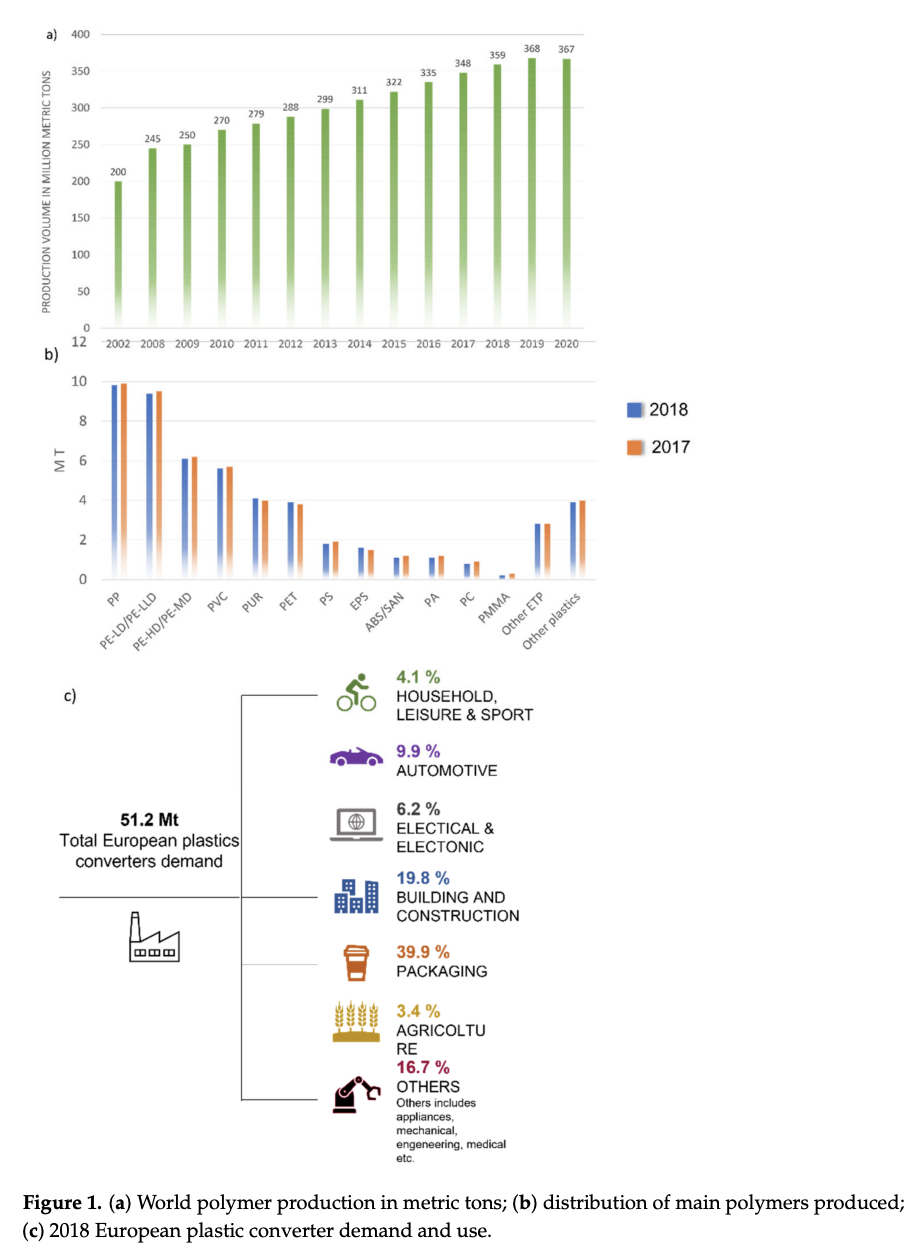 a)
PRODUCTION VOLUME IN MILLION METRIC TONS
400
350
300
250
200
150
100
50
0
200
245
250
270
279
288
299
311
322
335
348
359
368
367
2002 2008 2009 2010 2011 2012 2013 2014 2015 2016 2017 2018 2019 2020
b)
M T
12
10
8
6
4
2
0
2018
2017
PP
PE-LD/PE-LLD
PE-HD/PE-MD
PVC
PUR
PET
PS
EPS
ABS/SAN
PA
PC
PMMA
Other ETP
Other plastics
c)
51.2 Mt
Total European plastics
converters demand
4.1 %
HOUSEHOLD,
LEISURE & SPORT
9.9 %
AUTOMOTIVE
6.2 %
ELECTICAL &
ELECTONIC
19.8 %
BUILDING AND
CONSTRUCTION
39.9 %
PACKAGING
3.4 %
AGRICOLTU
RE
16.7 %
OTHERS
Others includes
appliances,
mechanical,
engeneering, medical
etc.
Figure 1. (a) World polymer production in metric tons; (b) distribution of main polymers produced;
(c) 2018 European plastic converter demand and use.